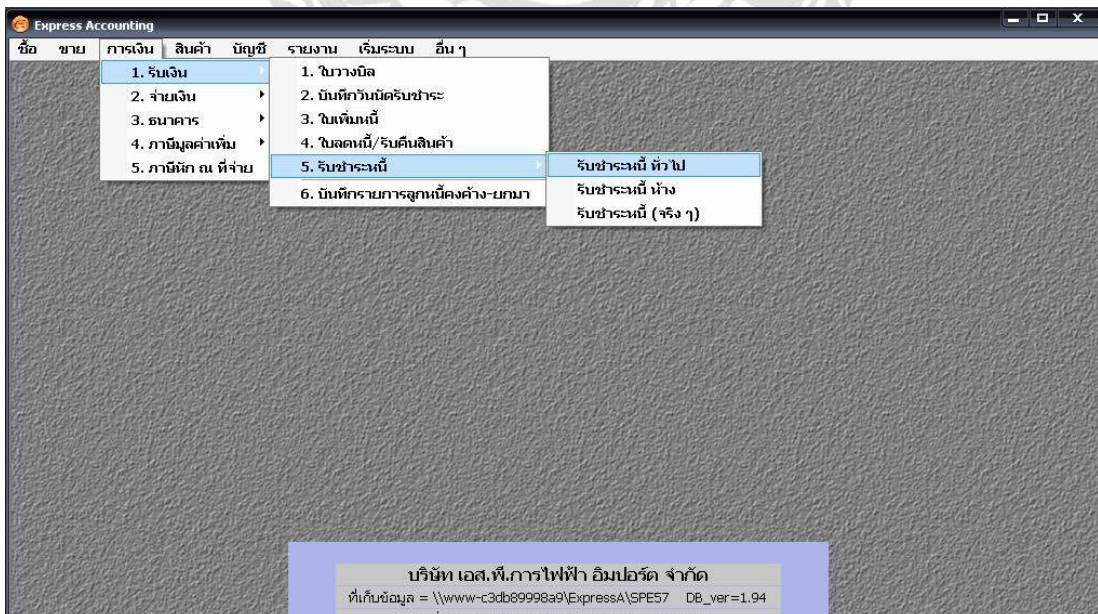 Express Accounting
ซื้อ ขาย การเงิน สินค้า บัญชี รายงาน เริ่มระบบ อื่น ๆ
1. รับเงิน
2. จ่ายเงิน
3. ธนาคาร
4. ภาษีมูลค่าเพิ่ม
5. ภาษีหัก ณ ที่จ่าย
1. ใบวางบิล
2. บันทึกวันนัดรับชำระ
3. ใบเพิ่มหนี้
4. ใบลดหนี้/รับคืนสินค้า
5. รับชำระหนี้
6. บันทึกรายการลูกหนี้คงค้าง-ยกมา
รับชำระหนี้ ทั่วไป
รับชำระหนี้ ห้าง
รับชำระหนี้ (จริง ๆ)
บริษัท เอส.พี.การไฟฟ้า อิมปอร์ต จำกัด
ที่เก็บข้อมูล = \\www-c3db89998a9\ExpressA\SPE57 DB_ver=1.94